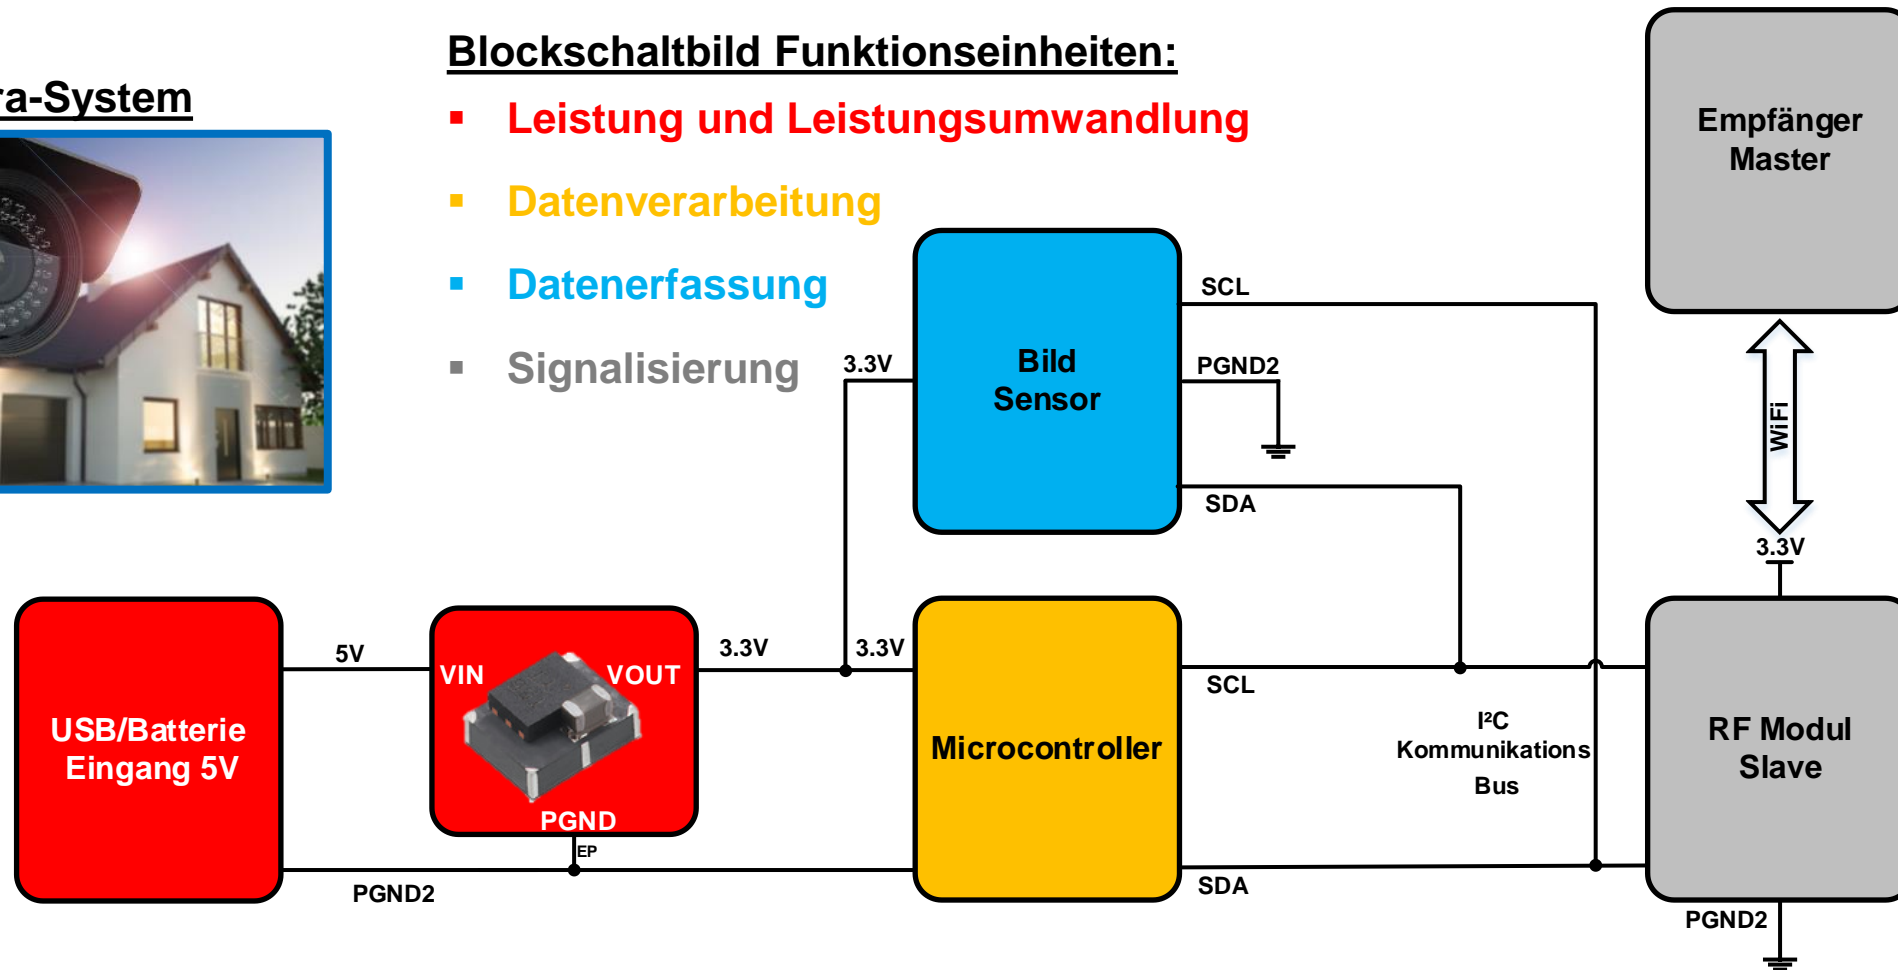 Blockschaltbild Funktionseinheiten:
ra-System
Leistung und Leistungsumwandlung
Datenverarbeitung
Datenerfassung
Signalisierung
Empfänger
Master
WiFi
3.3V
Bild
Sensor
SCL
PGND2
SDA
3.3V
USB/Batterie
Eingang 5V
5V
PGND2
VIN
VOUT
PGND
EP
3.3V
3.3V
Microcontroller
SCL
SDA
I²C
Kommunikations
Bus
RF Modul
Slave
PGND2